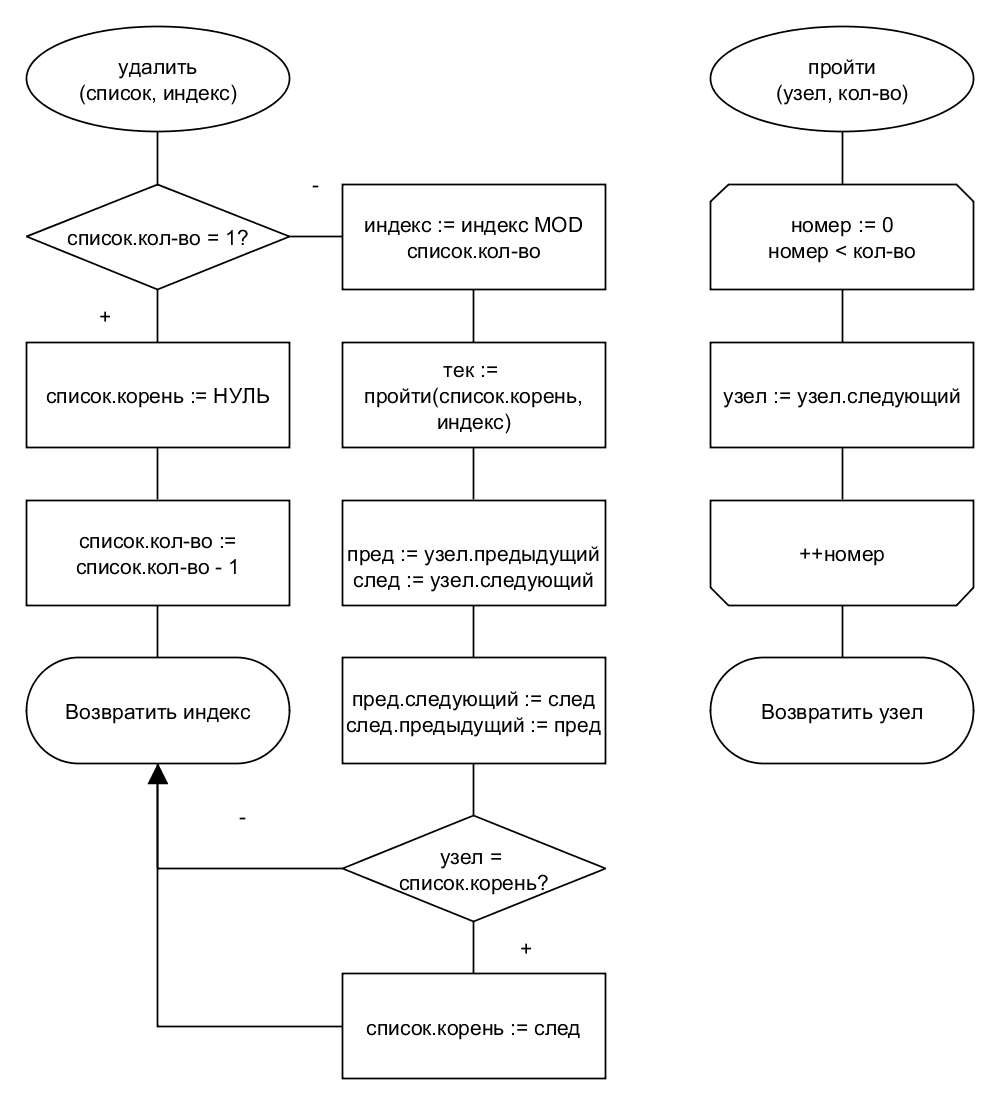 удалить
(список, индекс)
список.кол-во = 1?
+
список.корень := НУЛЬ
список.кол-во :=
список.кол-во - 1
Возвратить индекс
-
индекс := индекс MOD
список.кол-во
тек :=
пройти(список.корень,
индекс)
пред := узел.предыдущий
след := узел.следующий
пред.следующий := след
след.предыдущий := пред
узел =
список.корень?
-
+
список.корень := след
пройти
(узел, кол-во)
номер := 0
номер < кол-во
узел := узел.следующий
++номер
Возвратить узел